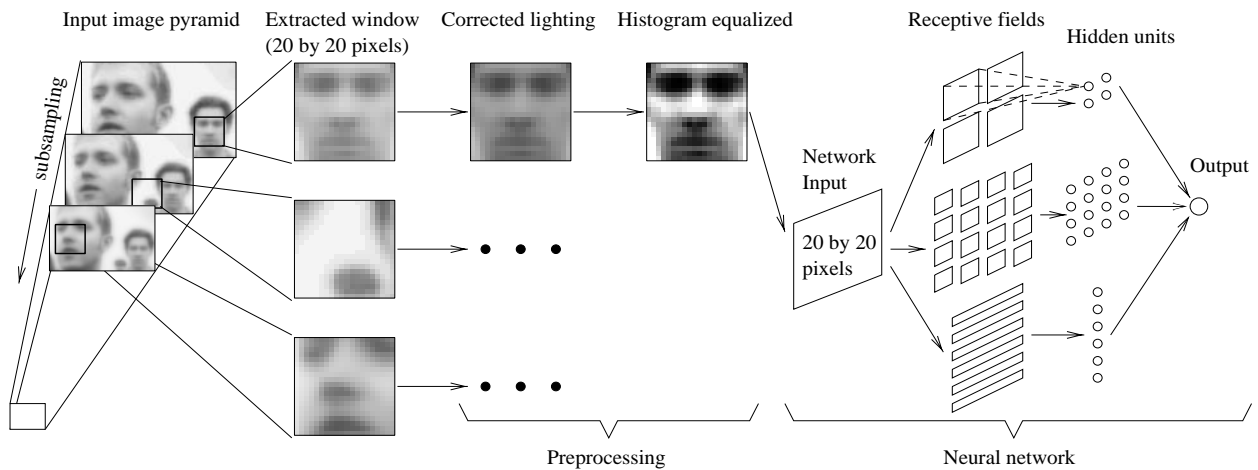 Input image pyramid
Extracted window
(20 by 20 pixels)
Corrected lighting
Histogram equalized
Receptive fields
Hidden units
subsampling
Network
Input
Output
20 by 20
pixels
Preprocessing
Neural network